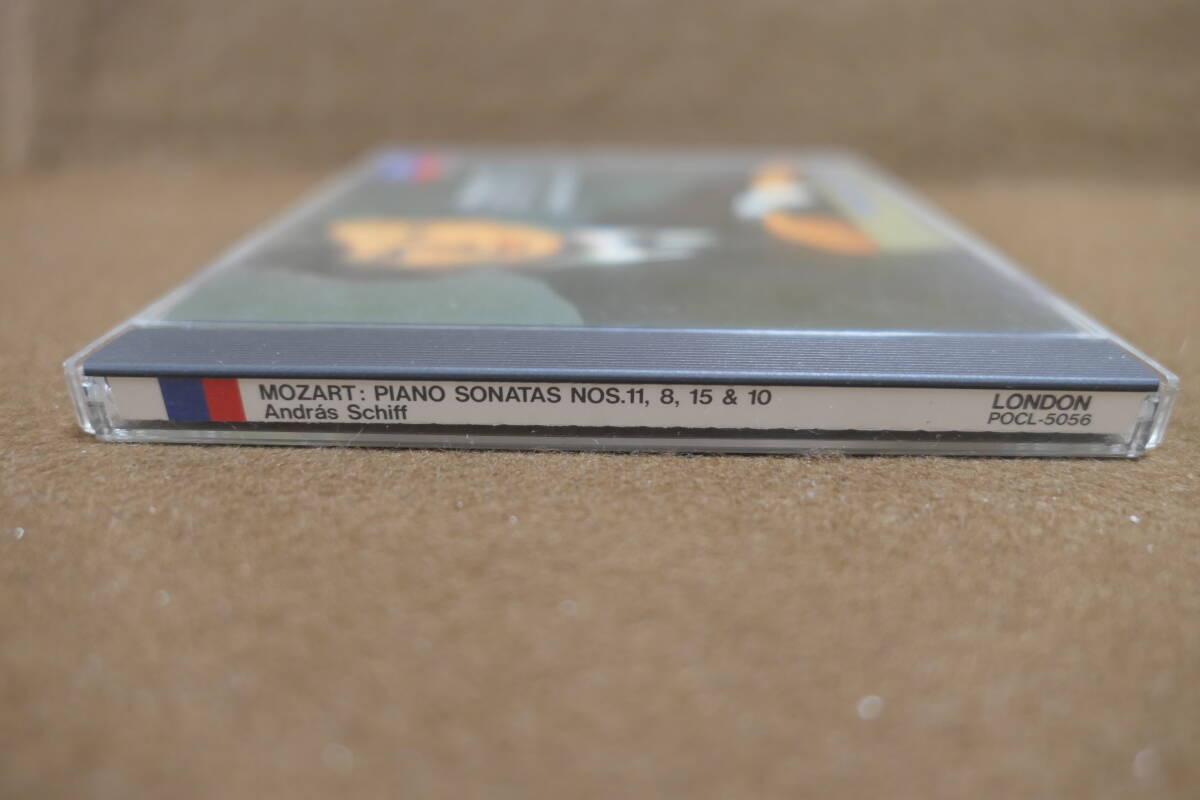 MOZART: PIANO SONATAS NOS.11, 8, 15 & 10
András Schiff
LONDON
POCL-5056